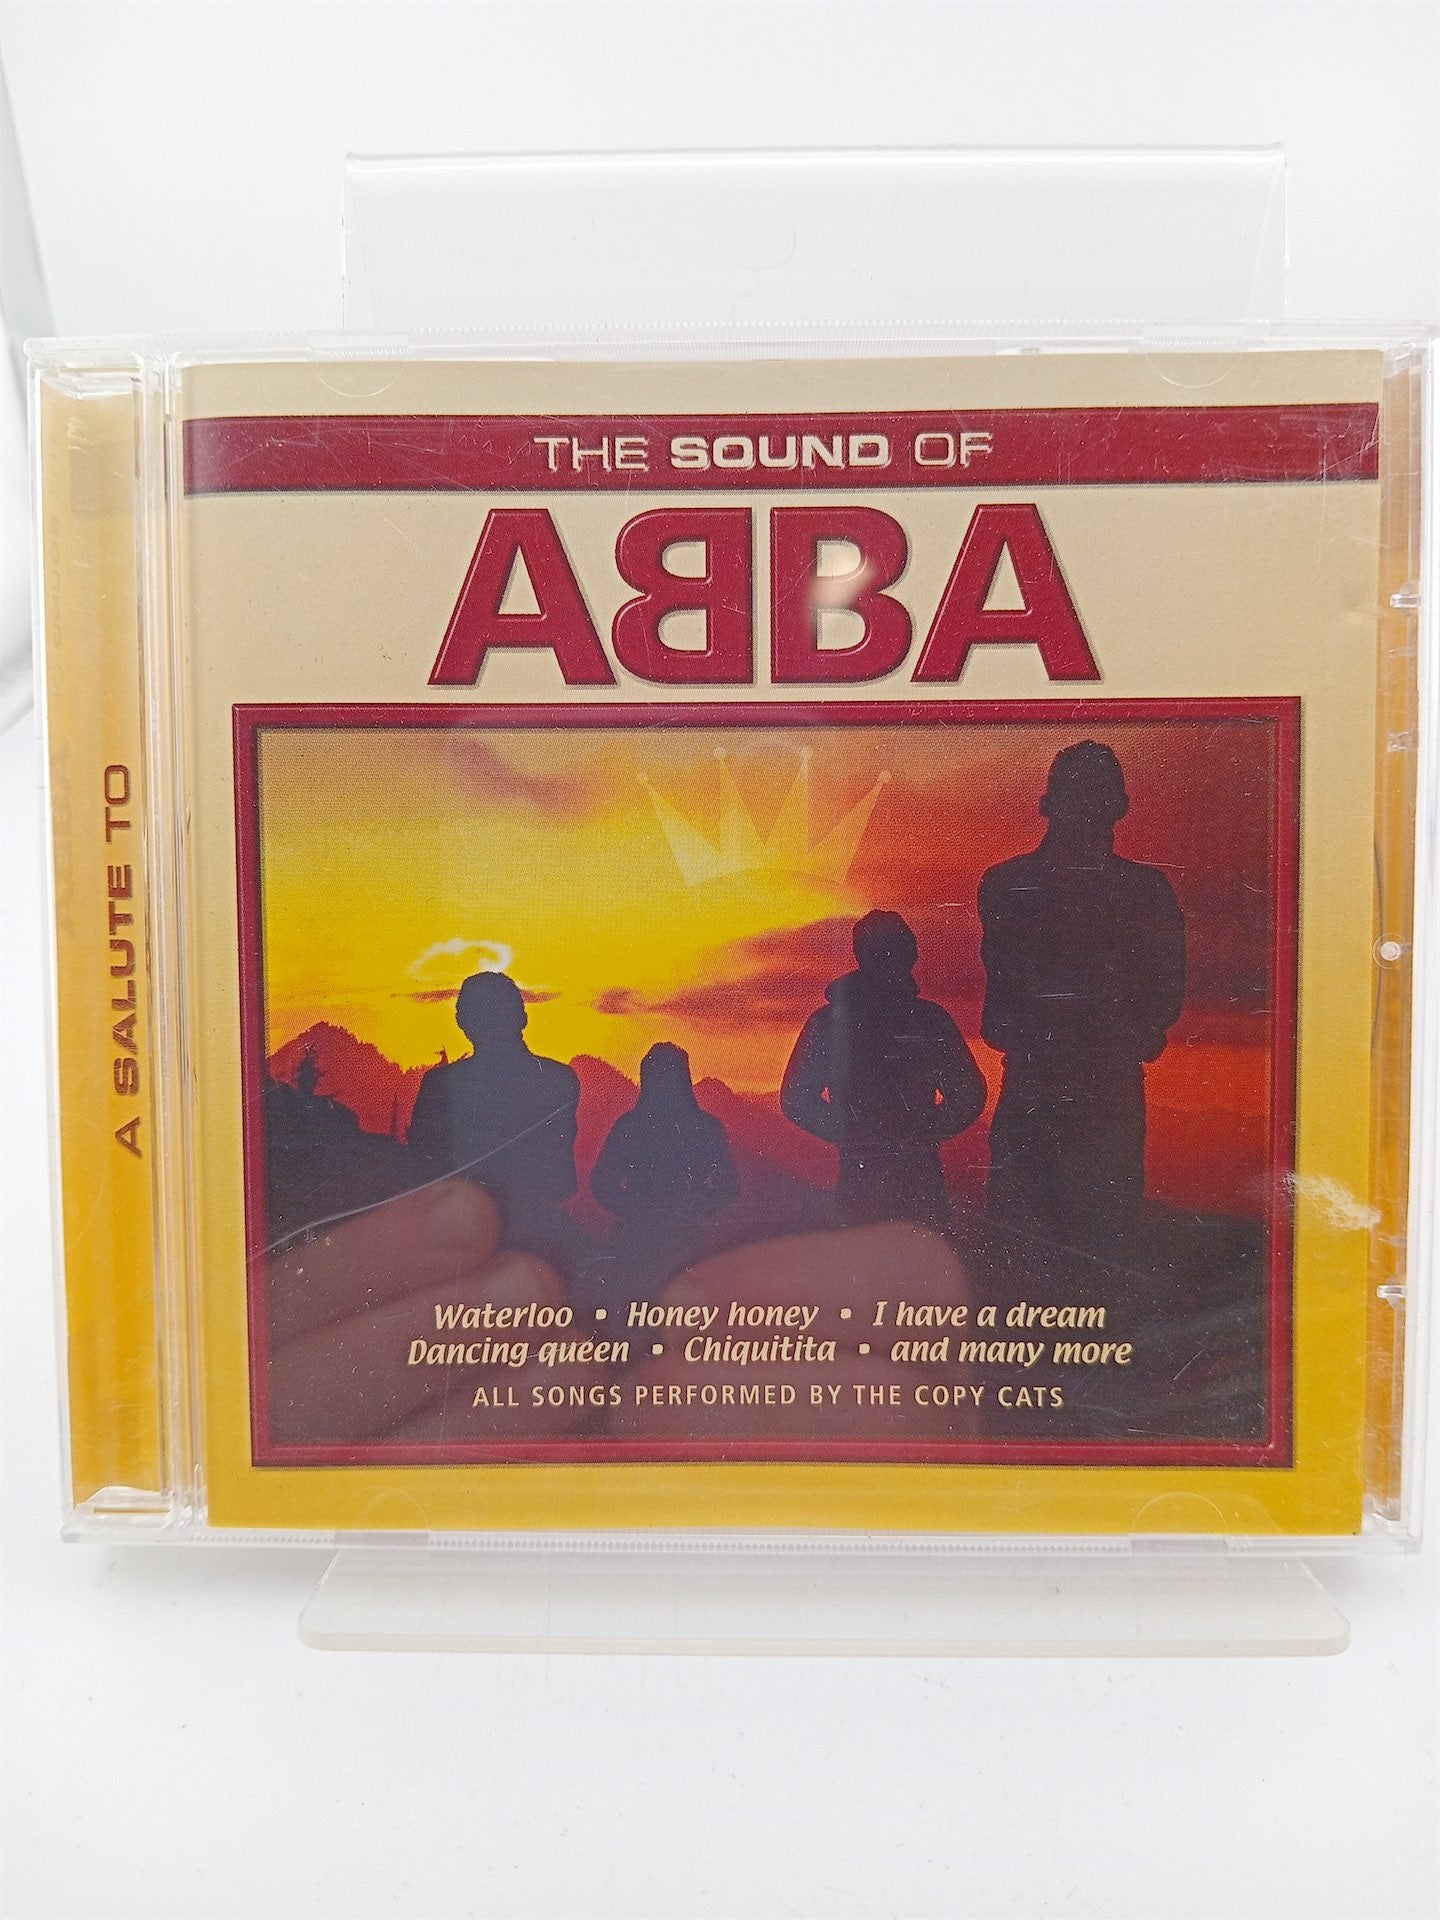 THE SOUND OF
ABBA
A SALUTE TO
Waterloo • Honey honey • I have a dream
Dancing queen • Chiquitita • and many more
ALL SONGS PERFORMED BY THE COPY CATS